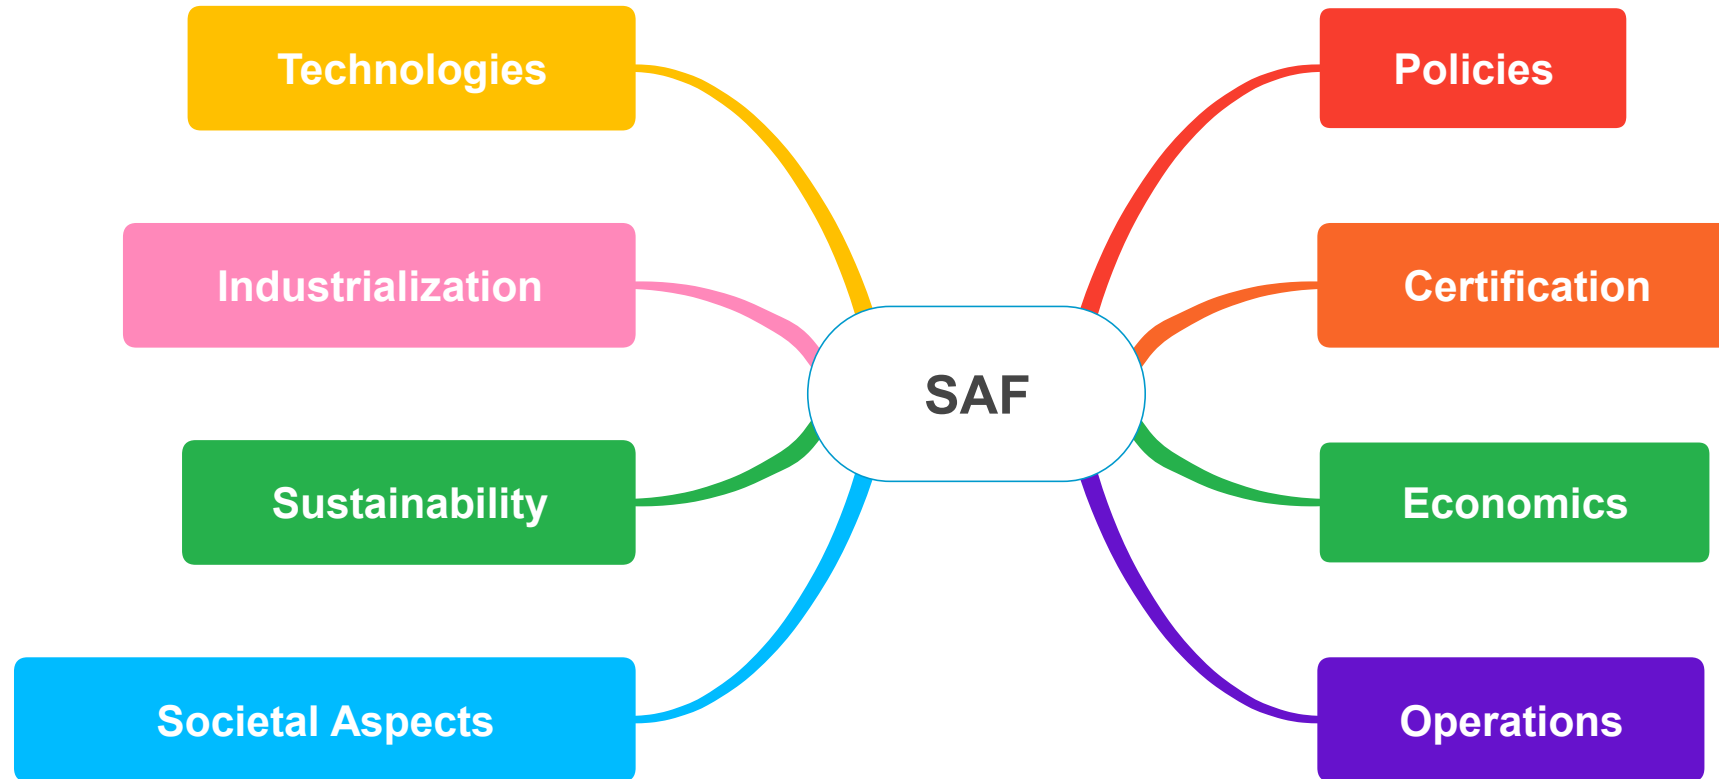 Technologies
Policies
Industrialization
Certification
SAF
Sustainability
Economics
Societal Aspects
Operations